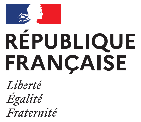 RÉPUBLIQUE
FRANÇAISE
Liberté
Égalité
Fraternité